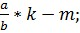 a/b * k − m;